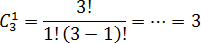 C₃¹ = 3! / 1! (3 − 1)! = ⋯ = 3